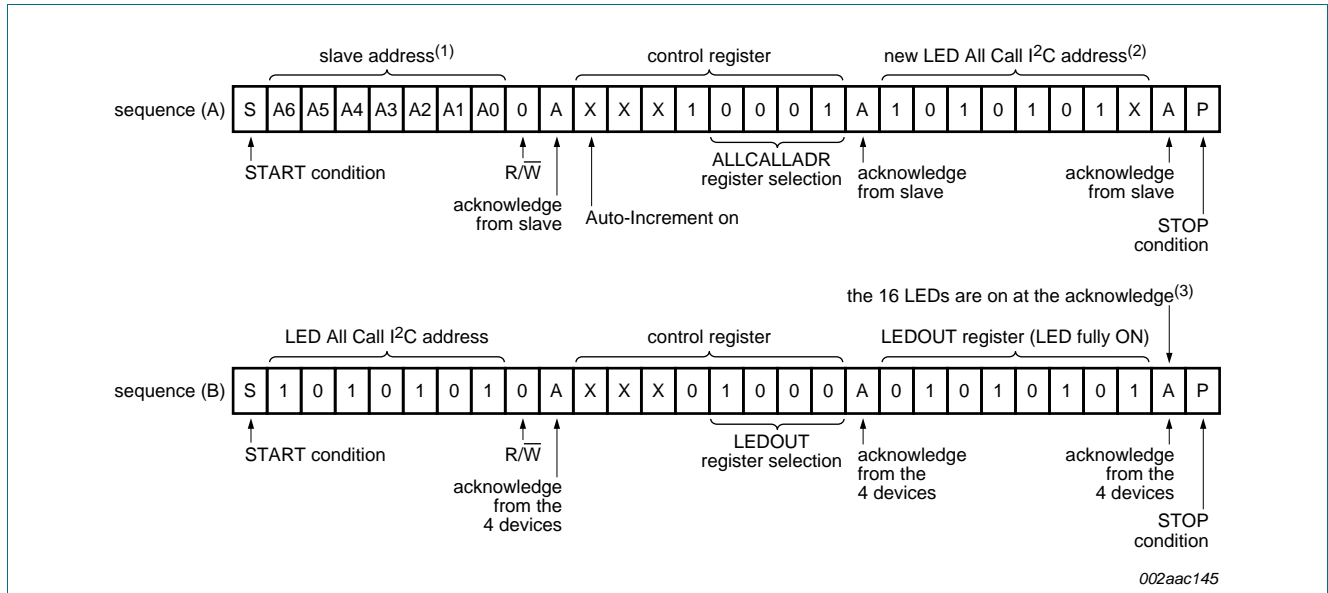 slave address(1) control register new LED All Call I2C address(2)
sequence (A) S A6 A5 A4 A3 A2 A1 A0 0 A X X X 1 0 0 0 1 A 1 0 1 0 1 0 1 X A P
START condition R/W ALLCALLADR register selection acknowledge from slave acknowledge from slave
acknowledge from slave Auto-Increment on STOP condition
the 16 LEDs are on at the acknowledge(3)
LED All Call I2C address control register LEDOUT register (LED fully ON)
sequence (B) S 1 0 1 0 1 0 1 0 A X X X 0 1 0 0 0 A 0 1 0 1 0 1 0 1 A P
START condition R/W LEDOUT register selection acknowledge from the 4 devices acknowledge from the 4 devices
acknowledge from the 4 devices STOP condition
002aac145